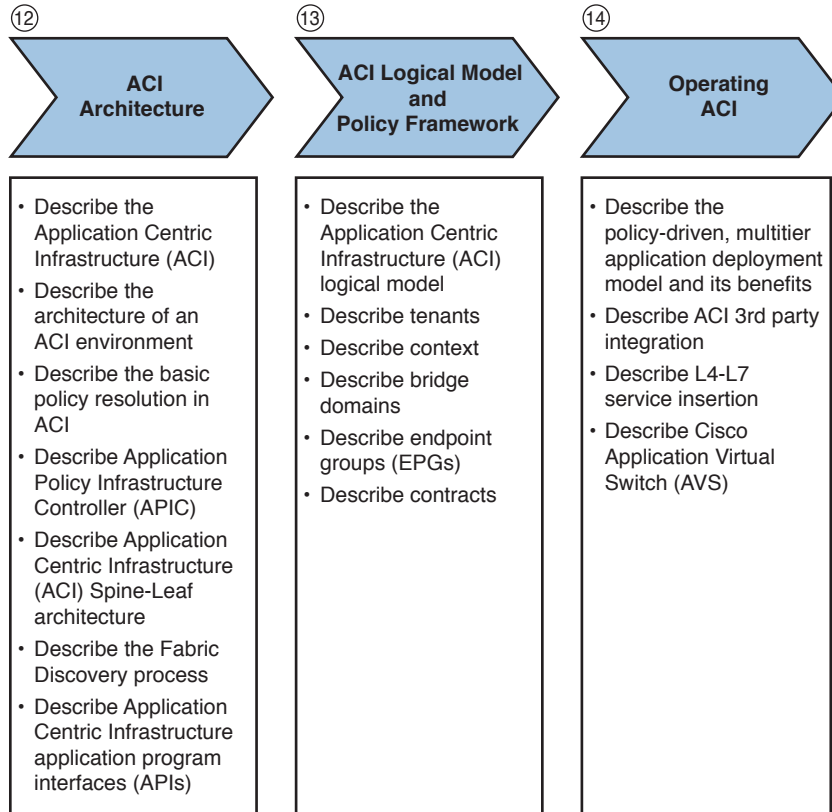 12
ACI
Architecture
• Describe the
Application Centric
Infrastructure (ACI)
• Describe the
architecture of an
ACI environment
• Describe the basic
policy resolution in
ACI
• Describe Application
Policy Infrastructure
Controller (APIC)
• Describe Application
Centric Infrastructure
(ACI) Spine-Leaf
architecture
• Describe the Fabric
Discovery process
• Describe Application
Centric Infrastructure
application program
interfaces (APIs)
13
ACI Logical Model
and
Policy Framework
• Describe the
Application Centric
Infrastructure (ACI)
logical model
• Describe tenants
• Describe context
• Describe bridge
domains
• Describe endpoint
groups (EPGs)
• Describe contracts
14
Operating
ACI
• Describe the
policy-driven, multitier
application deployment
model and its benefits
• Describe ACI 3rd party
integration
• Describe L4-L7
service insertion
• Describe Cisco
Application Virtual
Switch (AVS)